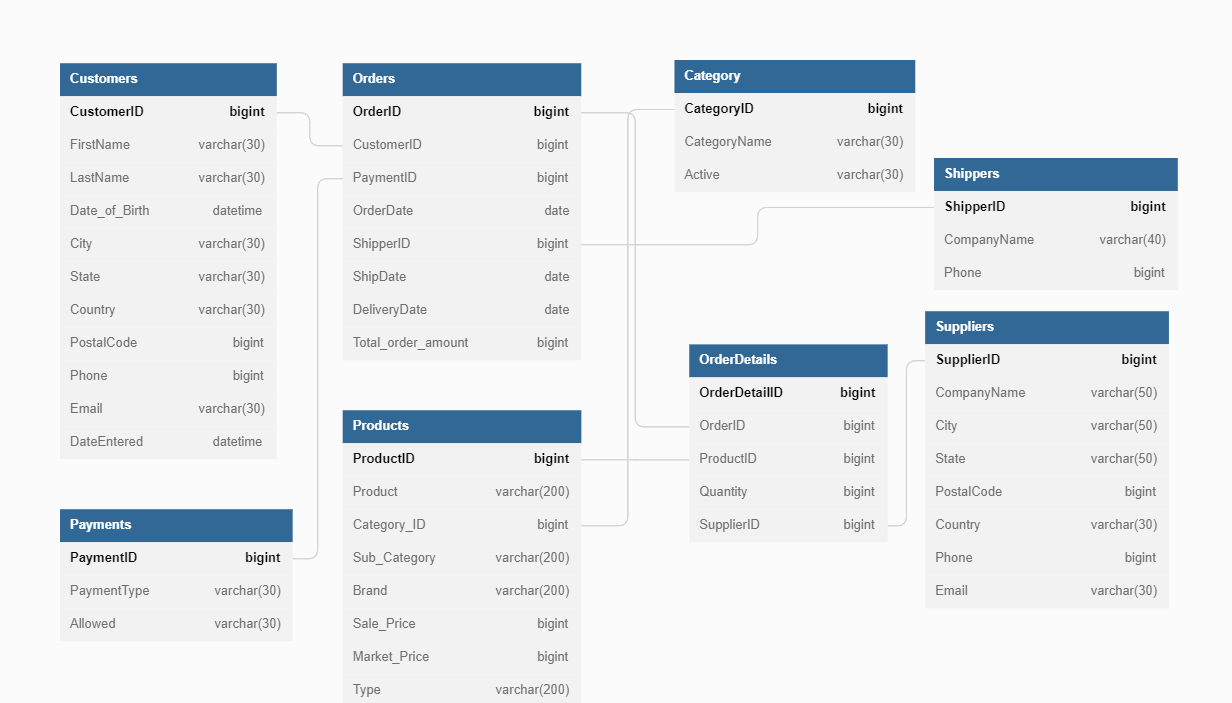 Customers
CustomerID bigint
FirstName varchar(30)
LastName varchar(30)
Date_of_Birth datetime
City varchar(30)
State varchar(30)
Country varchar(30)
PostalCode bigint
Phone bigint
Email varchar(30)
DateEntered datetime
Payments
PaymentID bigint
PaymentType varchar(30)
Allowed varchar(30)
Orders
OrderID bigint
CustomerID bigint
PaymentID bigint
OrderDate date
ShipperID bigint
ShipDate date
DeliveryDate date
Total_order_amount bigint
Products
ProductID bigint
Product varchar(200)
Category_ID bigint
Sub_Category varchar(200)
Brand varchar(200)
Sale_Price bigint
Market_Price bigint
Type varchar(200)
Category
CategoryID bigint
CategoryName varchar(30)
Active varchar(30)
OrderDetails
OrderDetailID bigint
OrderID bigint
ProductID bigint
Quantity bigint
SupplierID bigint
Shippers
ShipperID bigint
CompanyName varchar(40)
Phone bigint
Suppliers
SupplierID bigint
CompanyName varchar(50)
City varchar(50)
State varchar(50)
PostalCode bigint
Country varchar(30)
Phone bigint
Email varchar(30)